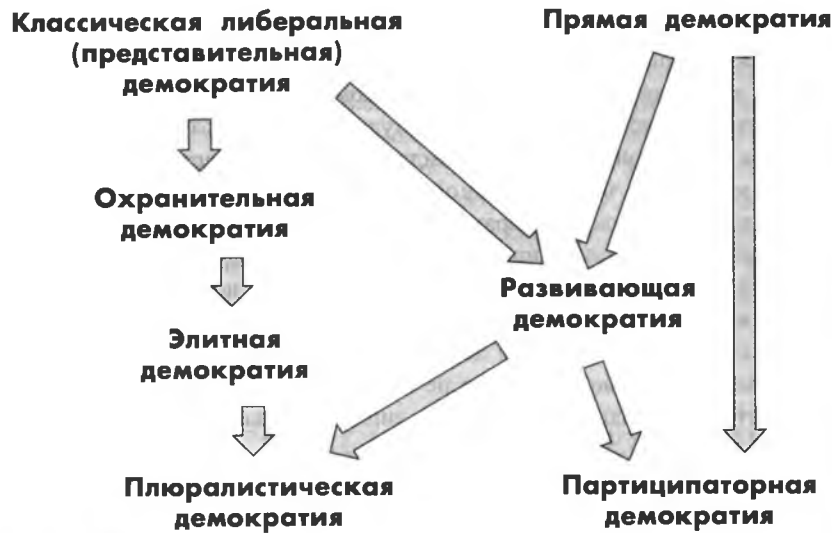 Классическая либеральная
(представительная)
демократия
Прямая демократия
Охранительная
демократия
Развивающая
демократия
Элитная
демократия
Плюралистическая
демократия
Партиципаторная
демократия